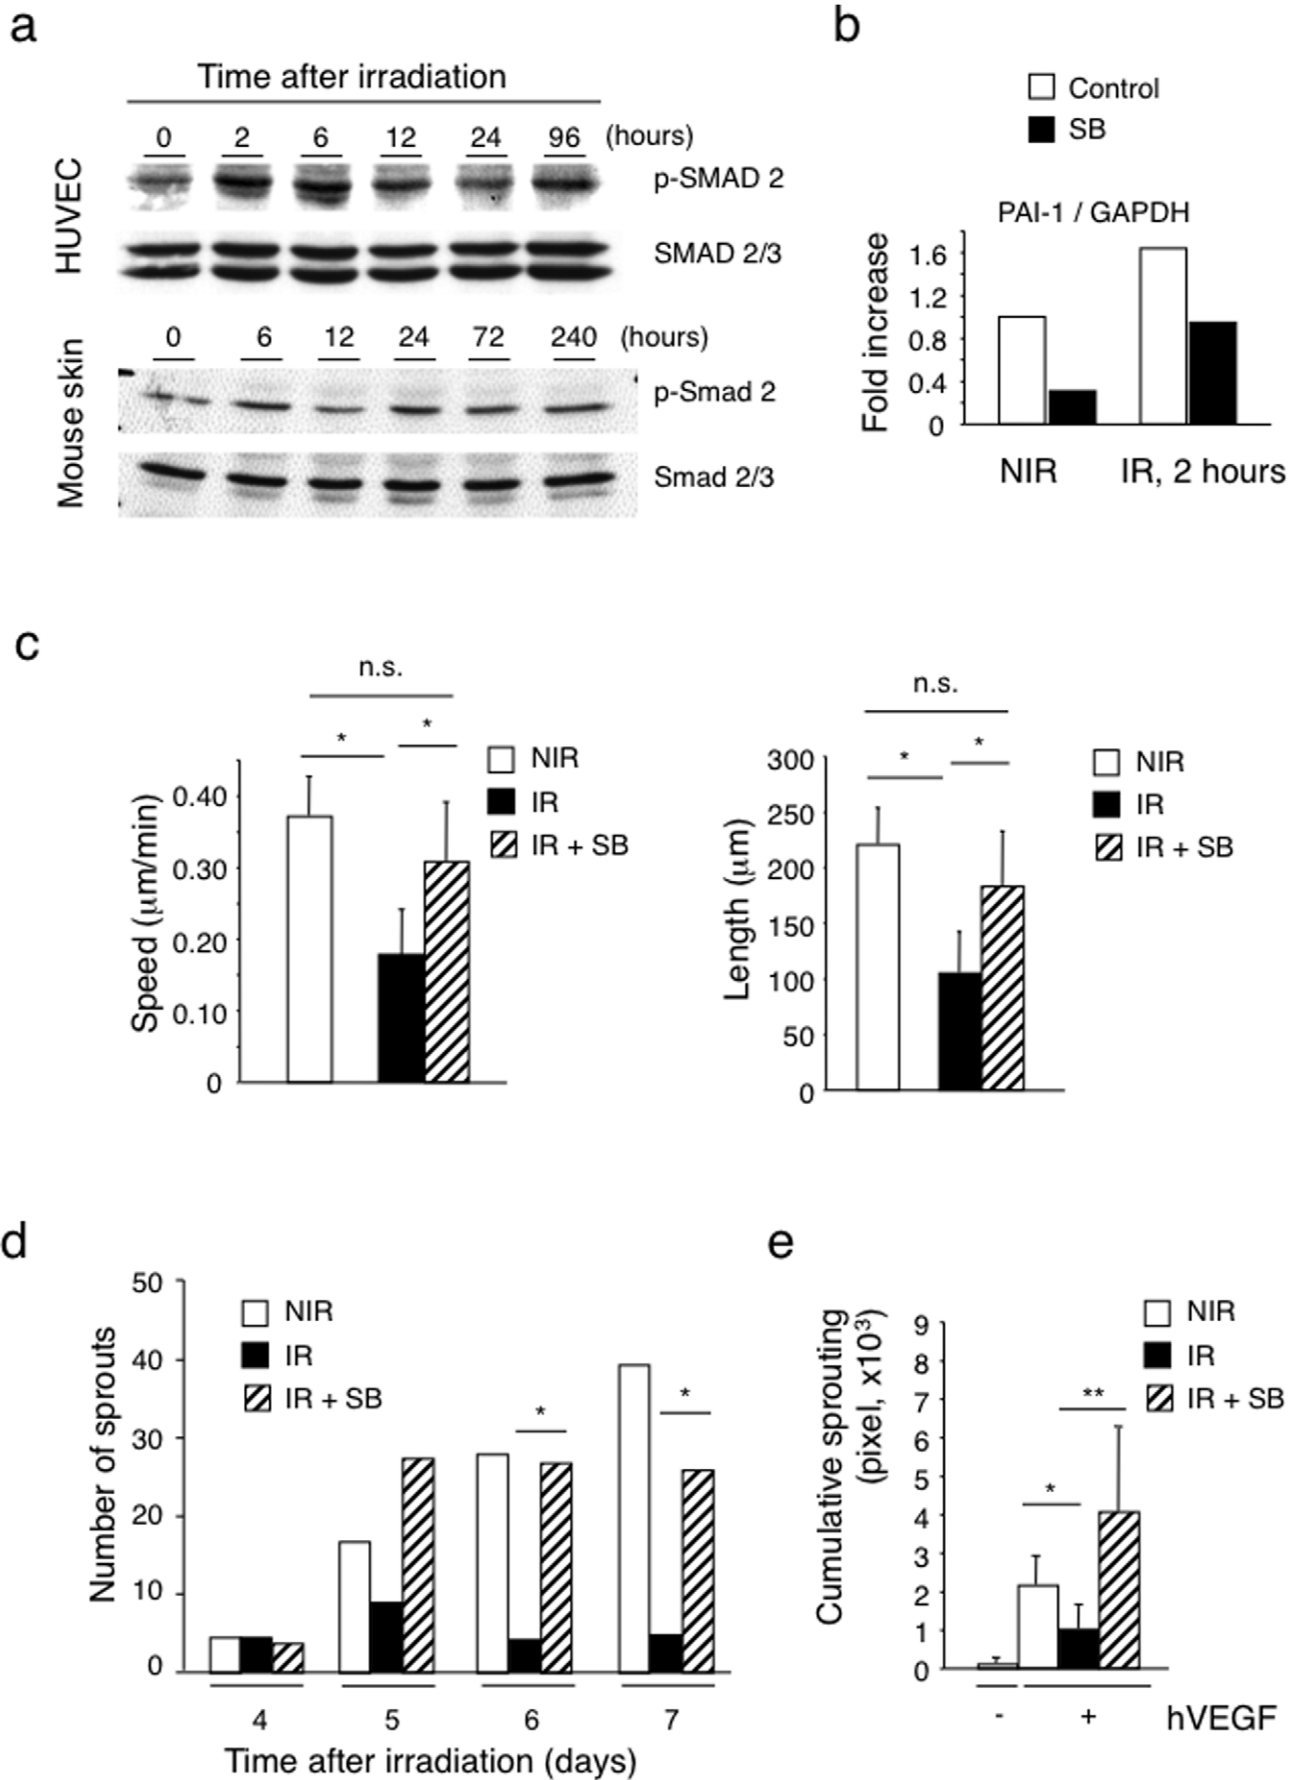 a
Time after irradiation
0 2 6 12 24 96 (hours)
HUVEC
p-SMAD 2
SMAD 2/3
0 6 12 24 72 240 (hours)
Mouse skin
p-Smad 2
Smad 2/3
b
Control
SB
PAI-1 / GAPDH
Fold increase
1.6
1.2
0.8
0.4
0
NIR IR, 2 hours
c
n.s.
* *
NIR
IR
IR + SB
Speed (μm/min)
0.40
0.30
0.20
0.10
0
n.s.
* *
NIR
IR
IR + SB
Length (μm)
300
250
200
150
100
50
0
d
NIR
IR
IR + SB
Number of sprouts
50
40
30
20
10
0
* *
4 5 6 7
Time after irradiation (days)
e
NIR
IR
IR + SB
Cumulative sprouting
(pixel, x10³)
9
8
7
6
5
4
3
2
1
0
* **
- + hVEGF